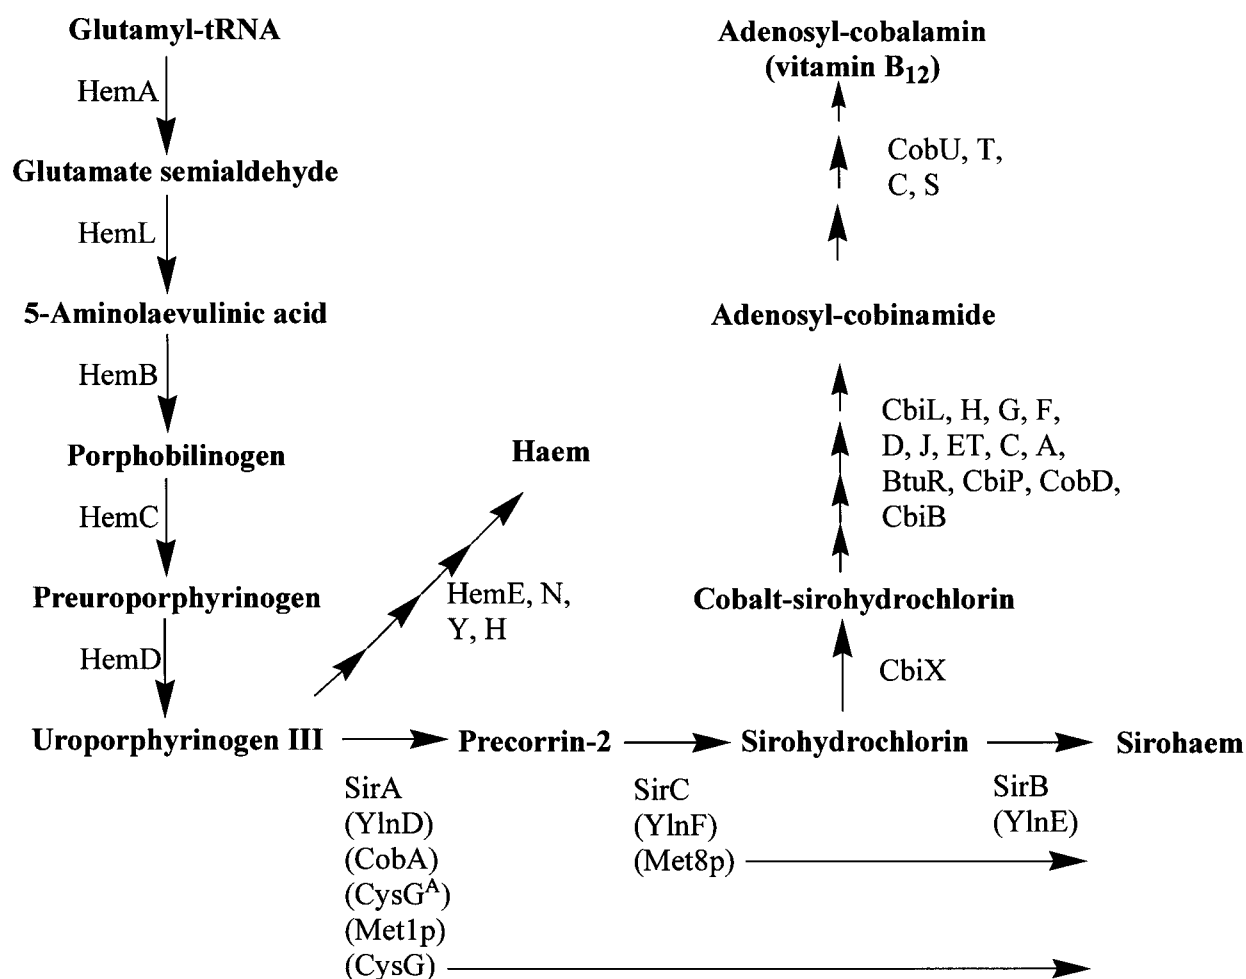 Glutamyl-tRNA
HemA
Glutamate semialdehyde
HemL
5-Aminolaevulinic acid
HemB
Porphobilinogen
HemC
Preuroporphyrinogen
HemD
Uroporphyrinogen III
Haem
HemE, N,
Y, H
Precorrin-2
Sirohydrochlorin
Sirohaem
SirA
(YlnD)
(CobA)
(CysGᴬ)
(Met1p)
(CysG)
SirC
(YlnF)
(Met8p)
SirB
(YlnE)
CbiX
Cobalt-sirohydrochlorin
CbiL, H, G, F,
D, J, ET, C, A,
BtuR, CbiP, CobD,
CbiB
Adenosyl-cobinamide
CobU, T,
C, S
Adenosyl-cobalamin
(vitamin B₁₂)